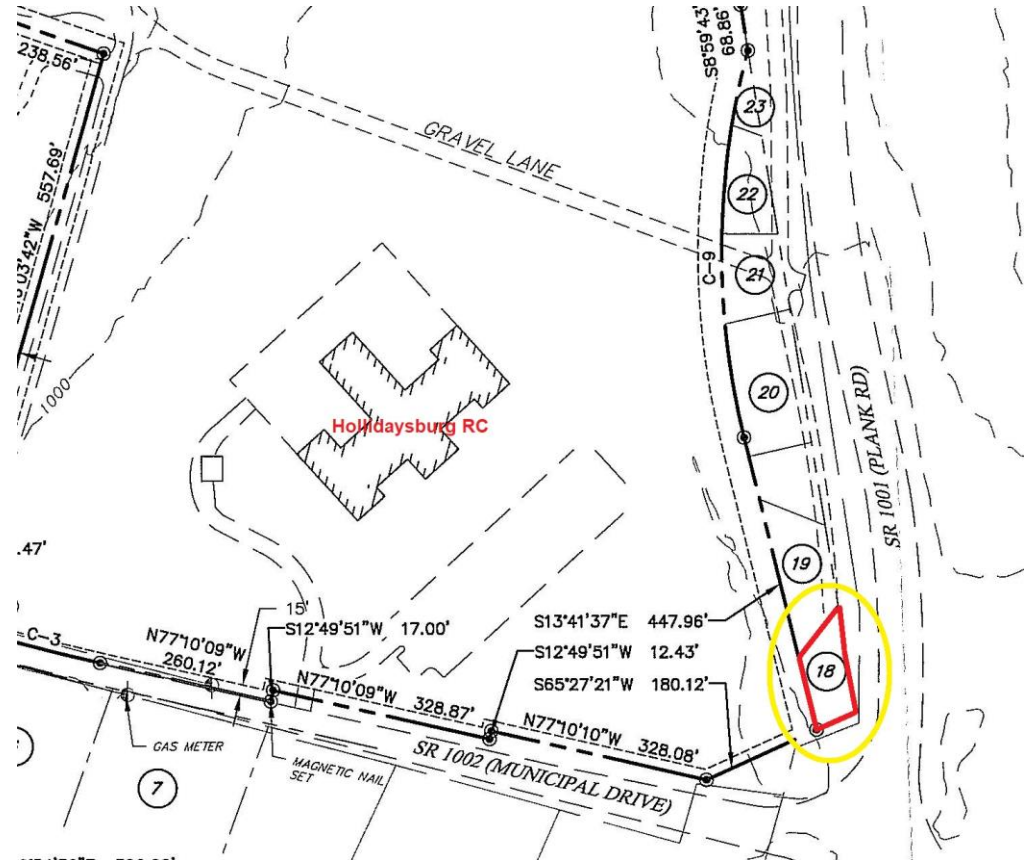 238.56'
S8°59'43"
68.86'
23
GRAVEL LANE
22
557.69'
03'42"W
C-9
21
1000
20
SR 1001 (PLANK RD)
Hollidaysburg RC
.47'
19
15'
S12°49'51"W 17.00'
S13°41'37"E 447.96'
C-3
N77°10'09"W
260.12'
S12°49'51"W 12.43'
18
N77°10'09"W
328.87'
S65°27'21"W 180.12'
N77°10'10"W
328.08'
GAS METER
SR 1002 (MUNICIPAL DRIVE)
MAGNETIC NAIL
SET
7